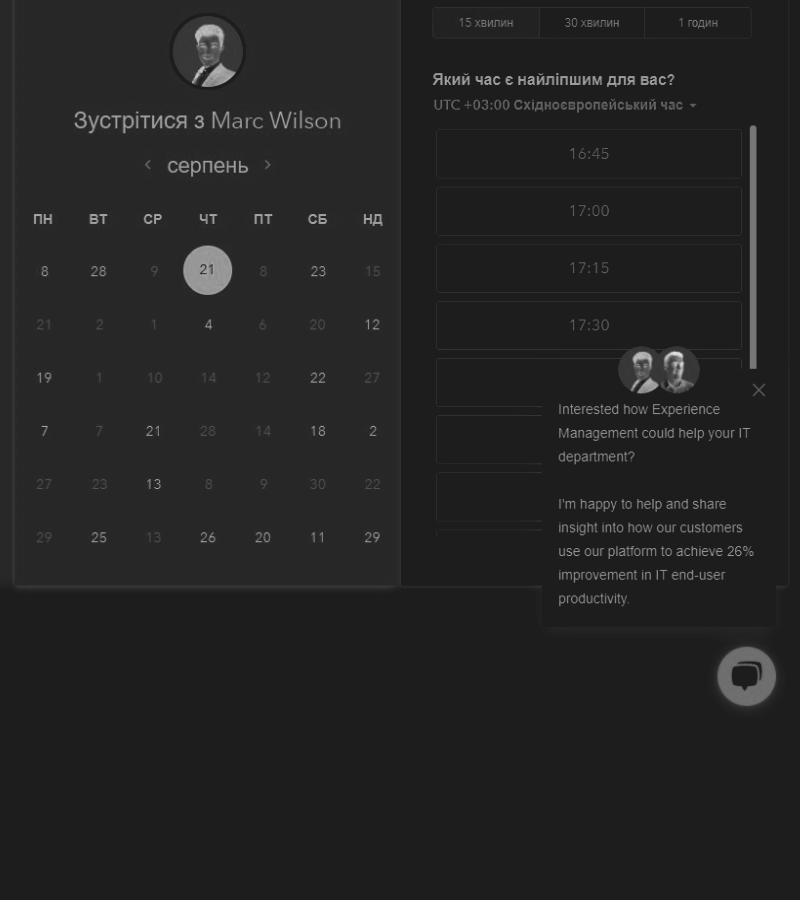 Зустрітися з Marc Wilson
серпень
ПН ВТ СР ЧТ ПТ СБ НД
8 28 9 21 8 23 15
21 2 1 4 6 20 12
19 1 10 14 12 22 27
7 7 21 28 14 18 2
27 23 13 8 9 30 22
29 25 13 26 20 11 29
15 хвилин 30 хвилин 1 годин
Який час є найліпшим для вас?
UTC +03:00 Східноєвропейський час
16:45
17:00
17:15
17:30
Interested how Experience
Management could help your IT
department?
I'm happy to help and share
insight into how our customers
use our platform to achieve 26%
improvement in IT end-user
productivity.